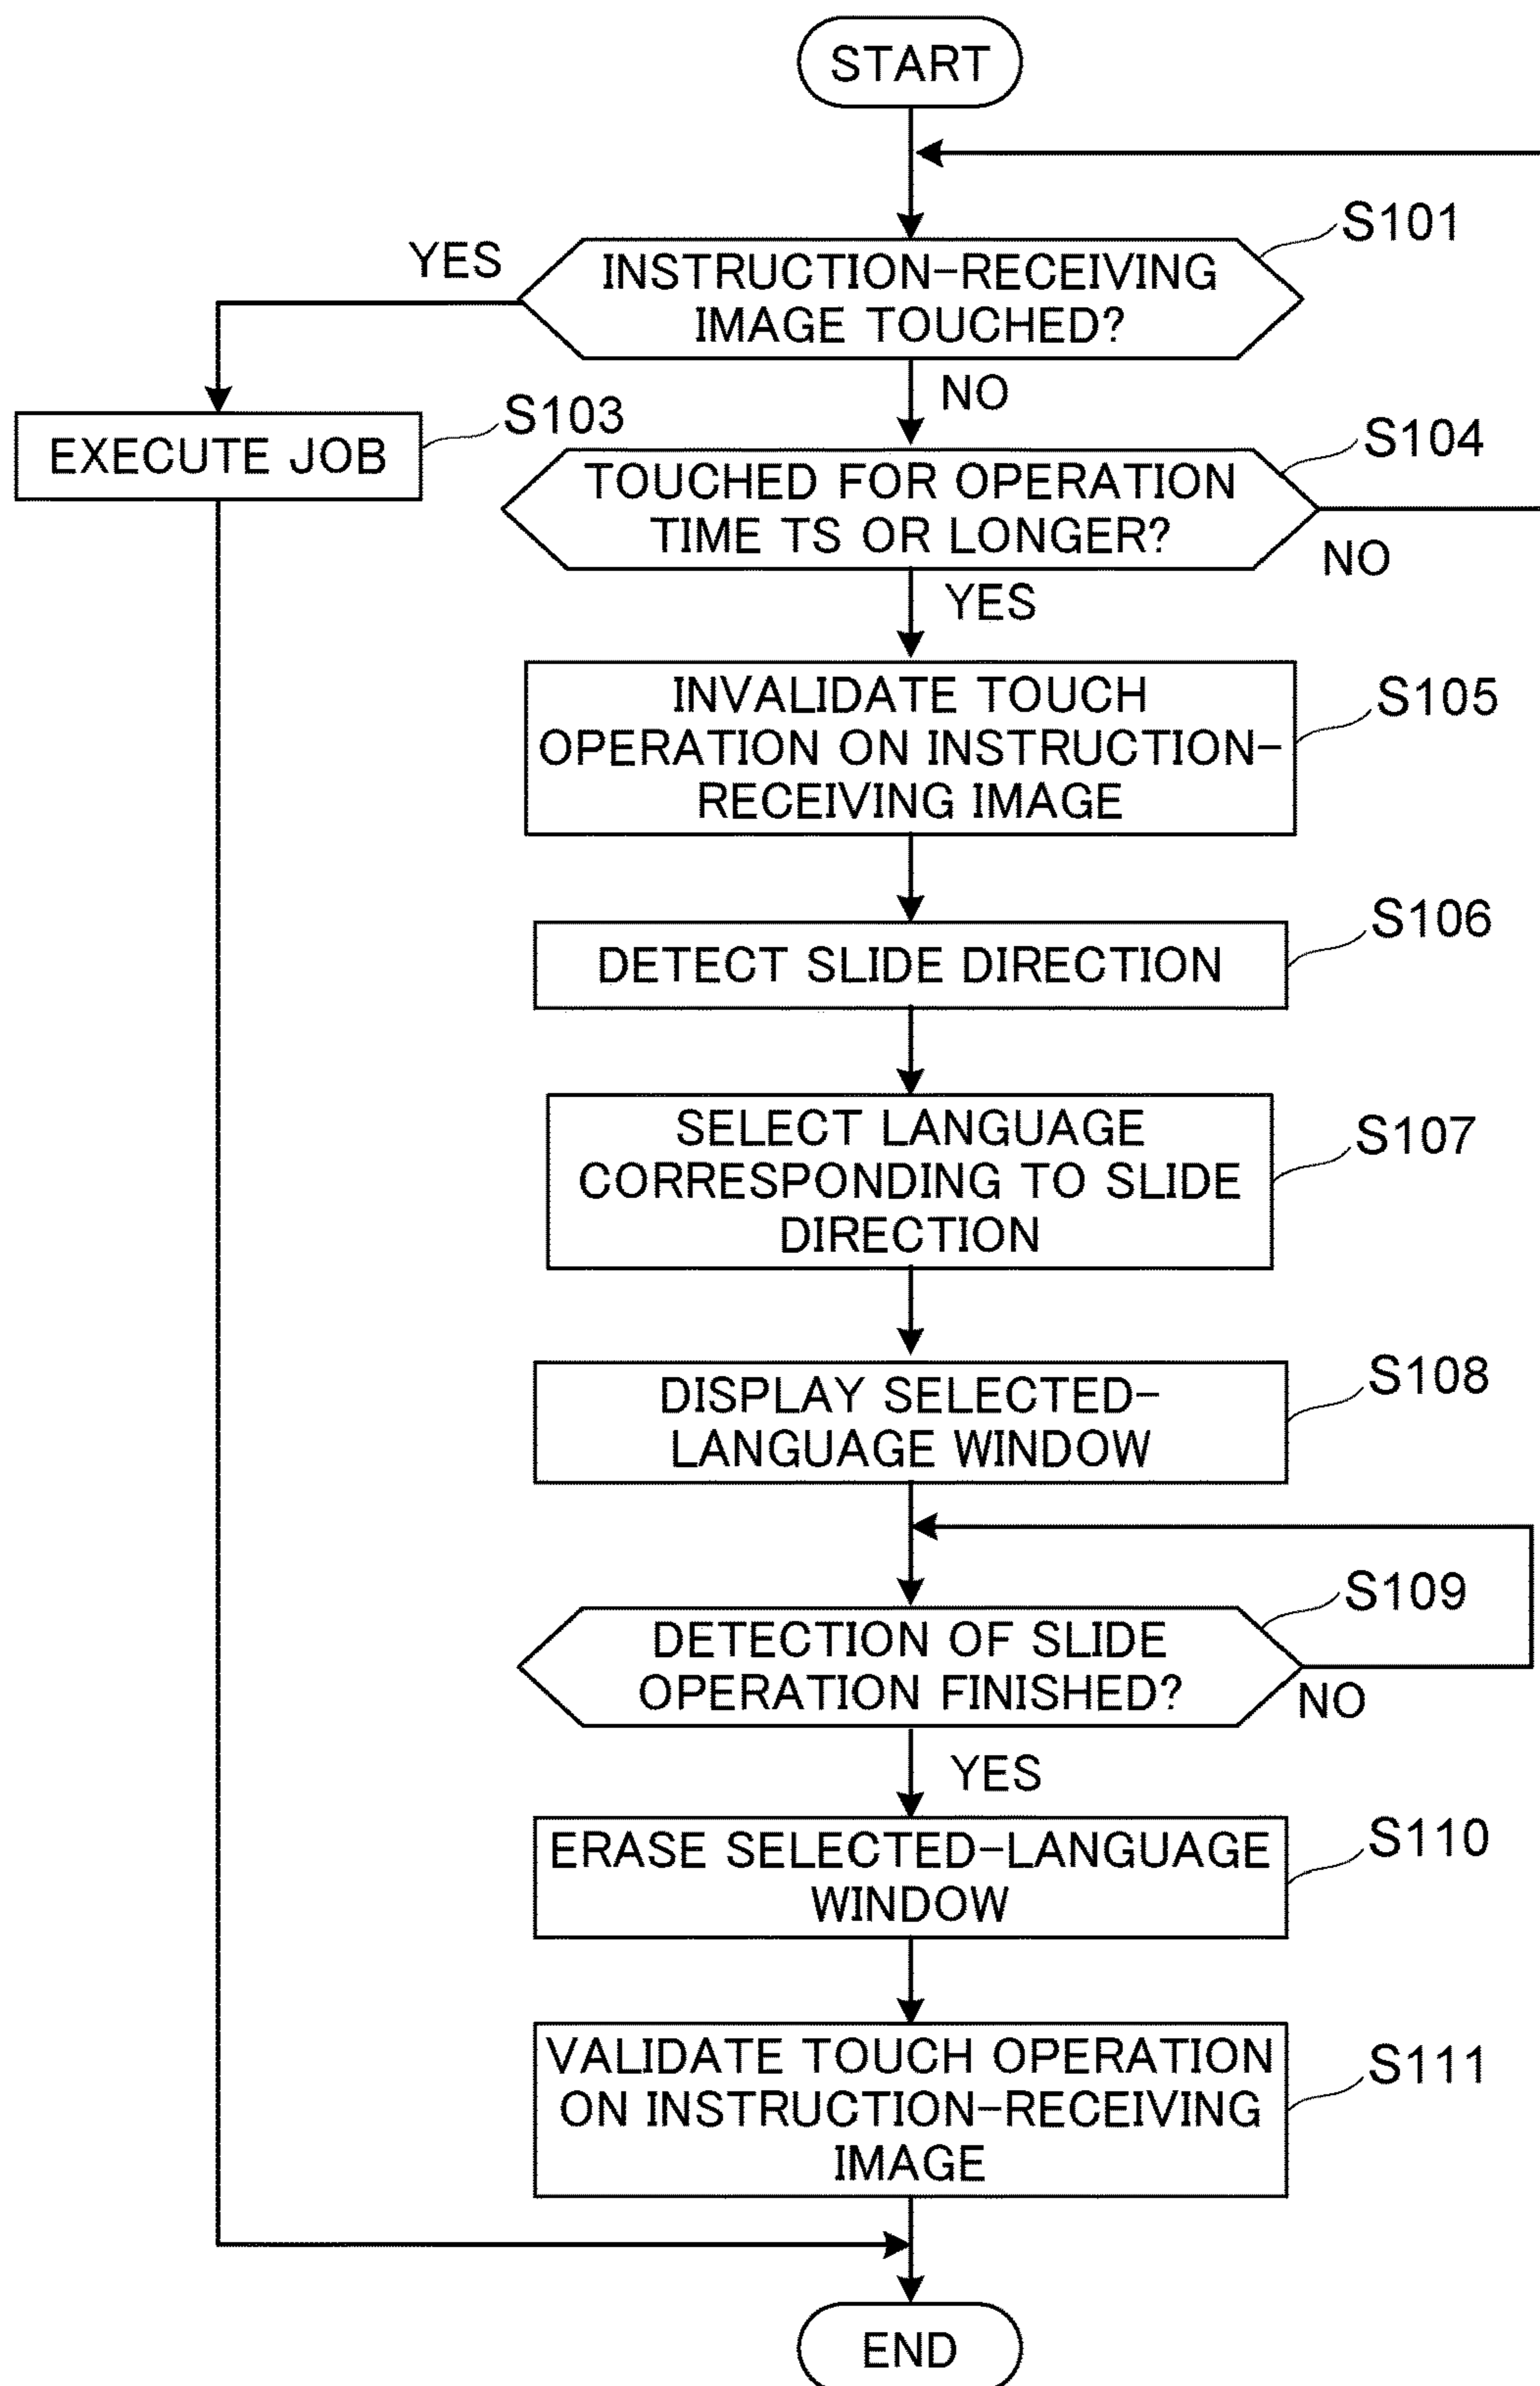 START
S101
YES
INSTRUCTION-RECEIVING
IMAGE TOUCHED?
NO
S103
EXECUTE JOB
S104
TOUCHED FOR OPERATION
TIME TS OR LONGER?
NO
YES
INVALIDATE TOUCH
OPERATION ON INSTRUCTION-
RECEIVING IMAGE
S105
S106
DETECT SLIDE DIRECTION
SELECT LANGUAGE
CORRESPONDING TO SLIDE
DIRECTION
S107
S108
DISPLAY SELECTED-
LANGUAGE WINDOW
S109
DETECTION OF SLIDE
OPERATION FINISHED?
NO
YES
S110
ERASE SELECTED-LANGUAGE
WINDOW
VALIDATE TOUCH OPERATION
ON INSTRUCTION-RECEIVING
IMAGE
S111
END